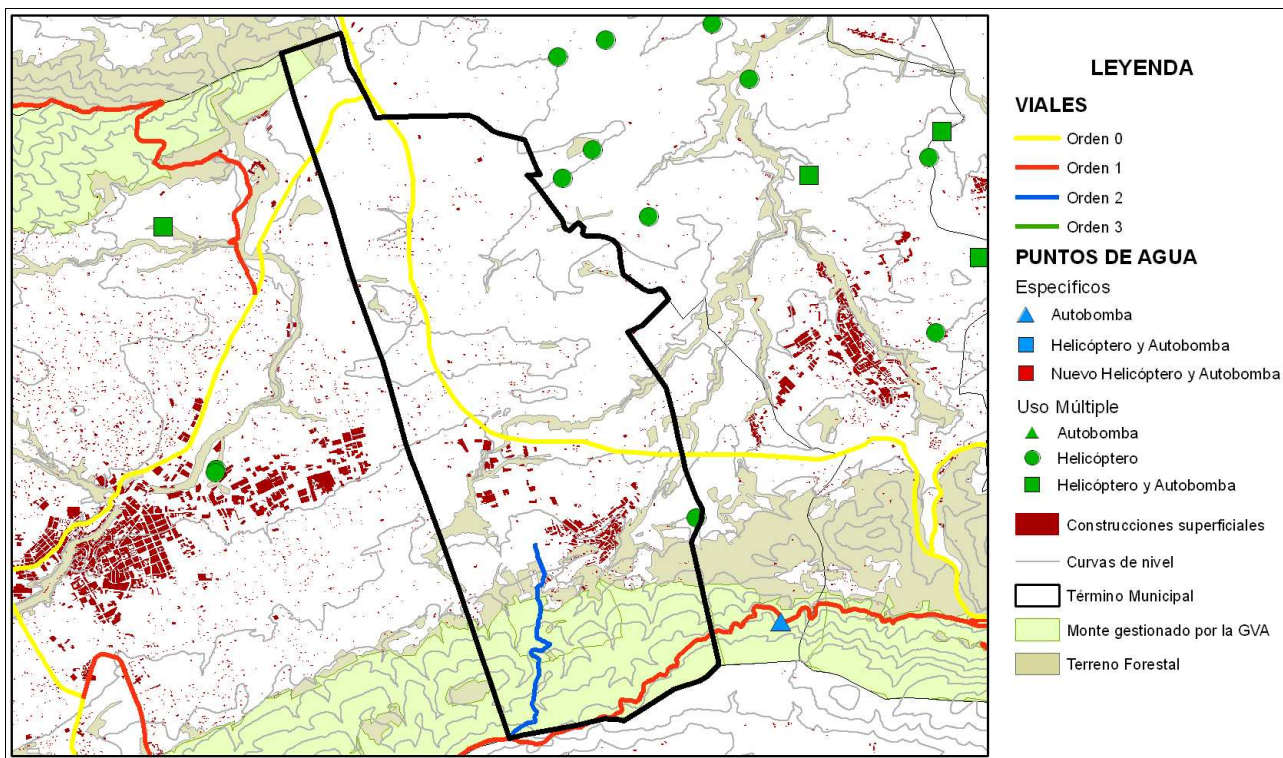 LEYENDA
VIALES
Orden 0
Orden 1
Orden 2
Orden 3
PUNTOS DE AGUA
Específicos
Autobomba
Helicóptero y Autobomba
Nuevo Helicóptero y Autobomba
Uso Múltiple
Autobomba
Helicóptero
Helicóptero y Autobomba
Construcciones superficiales
Curvas de nivel
Término Municipal
Monte gestionado por la GVA
Terreno Forestal